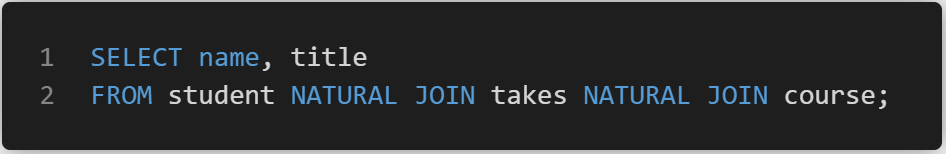 1 SELECT name, title
2 FROM student NATURAL JOIN takes NATURAL JOIN course;